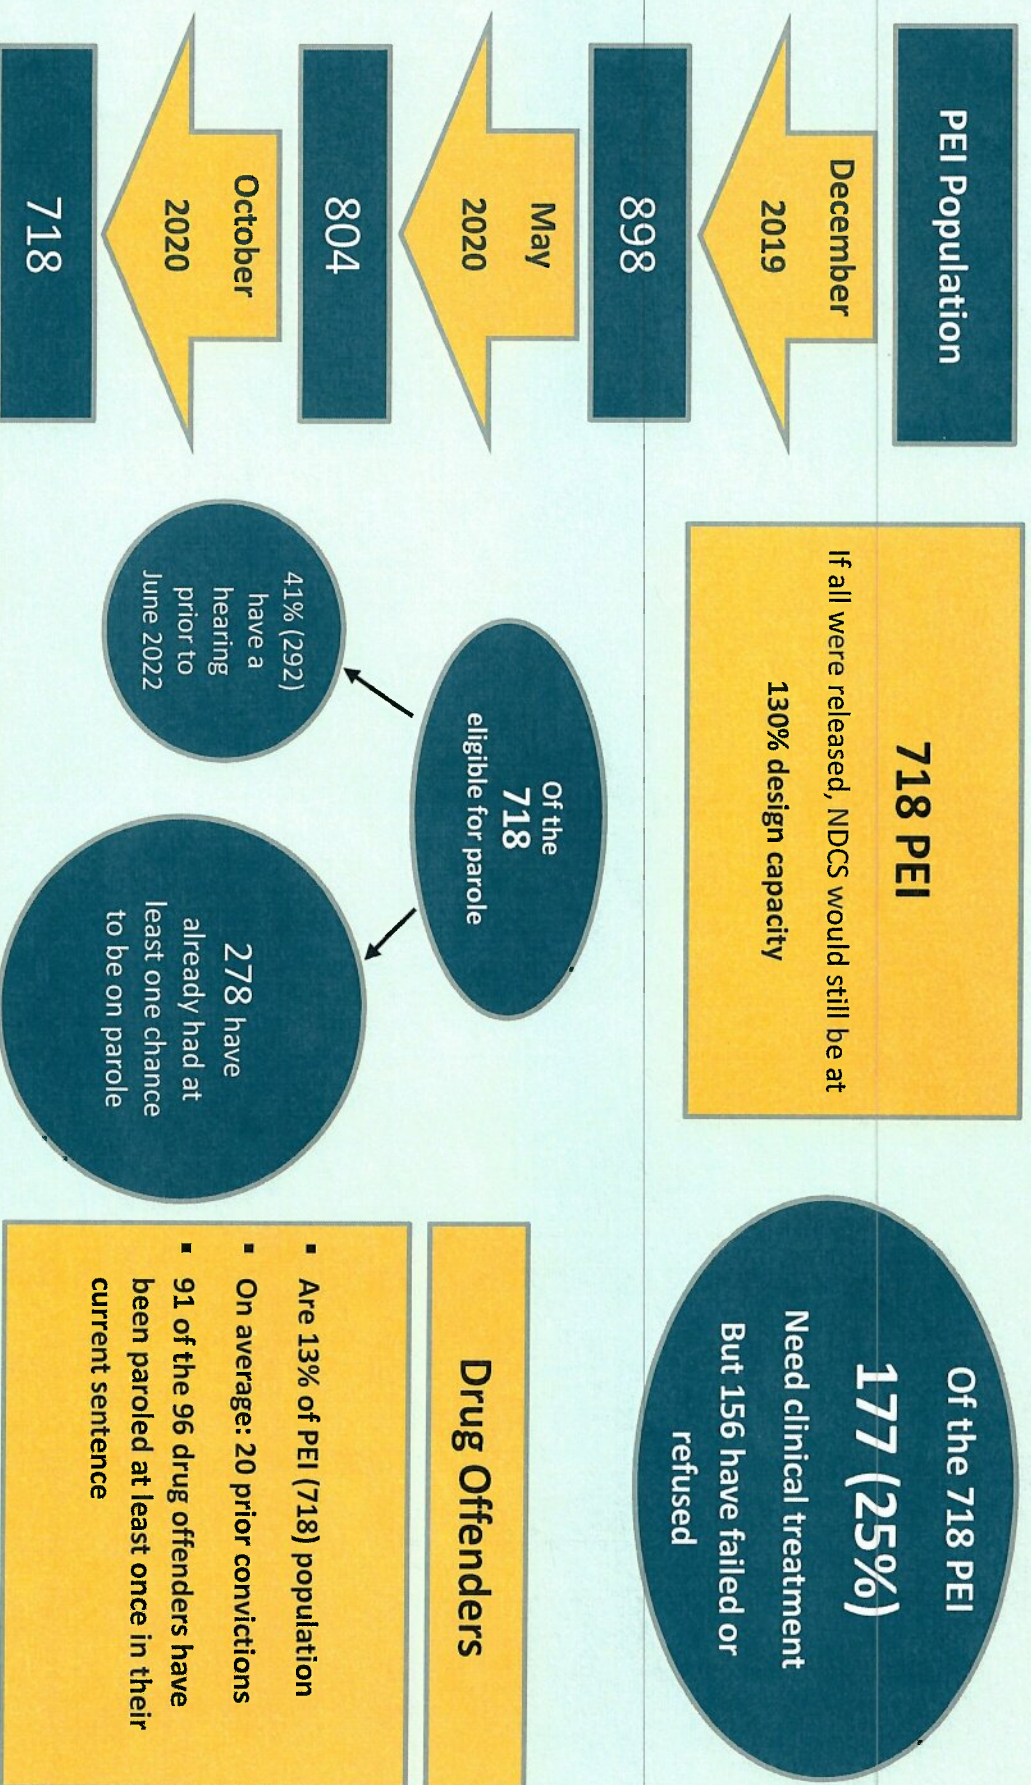 PEI Population
December
2019
898
May
2020
804
October
2020
718
718 PEI
If all were released, NDCS would still be at
130% design capacity
Of the
718
eligible for parole
41% (292)
have a
hearing
prior to
June 2022
278 have
already had at
least one chance
to be on parole
Of the 718 PEI
177 (25%)
Need clinical treatment
But 156 have failed or
refused
Drug Offenders
▪ Are 13% of PEI (718) population
▪ On average: 20 prior convictions
▪ 91 of the 96 drug offenders have
been paroled at least once in their
current sentence